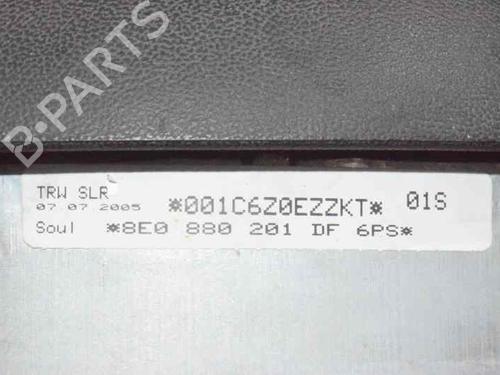 B-PARTS
TRW SLR
07.07.2005 *001C6Z0EZZKT* 01S
Soul *8E0 880 201 DF 6PS*